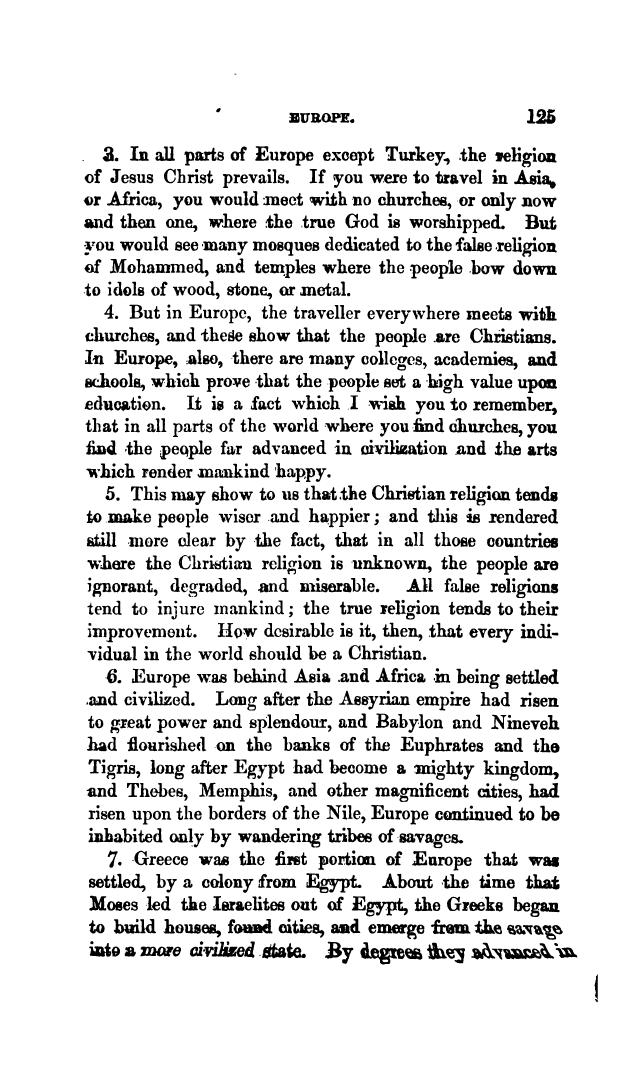 EUROPE. 125
3. In all parts of Europe except Turkey, the religion
of Jesus Christ prevails. If you were to travel in Asia,
or Africa, you would meet with no churches, or only now
and then one, where the true God is worshipped. But
you would see many mosques dedicated to the false religion
of Mohammed, and temples where the people bow down
to idols of wood, stone, or metal.
4. But in Europe, the traveller everywhere meets with
churches, and these show that the people are Christians.
In Europe, also, there are many colleges, academies, and
schools, which prove that the people set a high value upon
education. It is a fact which I wish you to remember,
that in all parts of the world where you find churches, you
find the people far advanced in civilization and the arts
which render mankind happy.
5. This may show to us that the Christian religion tends
to make people wiser and happier; and this is rendered
still more clear by the fact, that in all those countries
where the Christian religion is unknown, the people are
ignorant, degraded, and miserable. All false religions
tend to injure mankind; the true religion tends to their
improvement. How desirable is it, then, that every indi-
vidual in the world should be a Christian.
6. Europe was behind Asia and Africa in being settled
and civilized. Long after the Assyrian empire had risen
to great power and splendour, and Babylon and Nineveh
had flourished on the banks of the Euphrates and the
Tigris, long after Egypt had become a mighty kingdom,
and Thebes, Memphis, and other magnificent cities, had
risen upon the borders of the Nile, Europe continued to be
inhabited only by wandering tribes of savages.
7. Greece was the first portion of Europe that was
settled, by a colony from Egypt. About the time that
Moses led the Israelites out of Egypt, the Greeks began
to build houses, found cities, and emerge from the savage
into a more civilized state. By degrees they advanced in